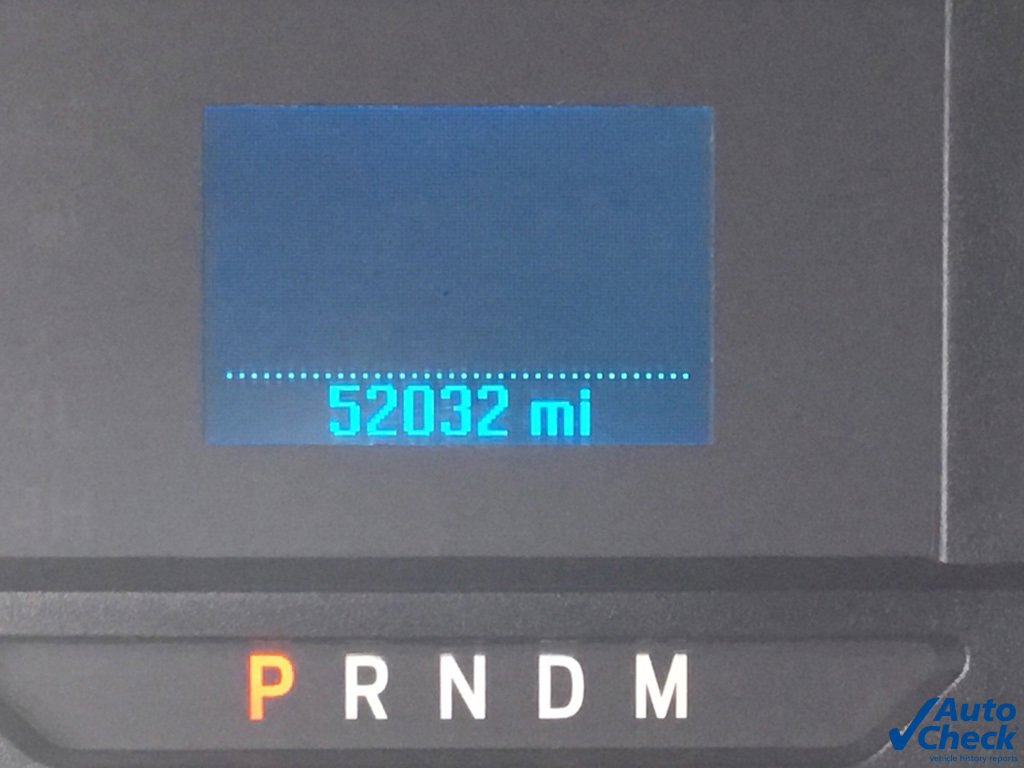 52032 mi
P R N D M
Auto
Check
vehicle history reports